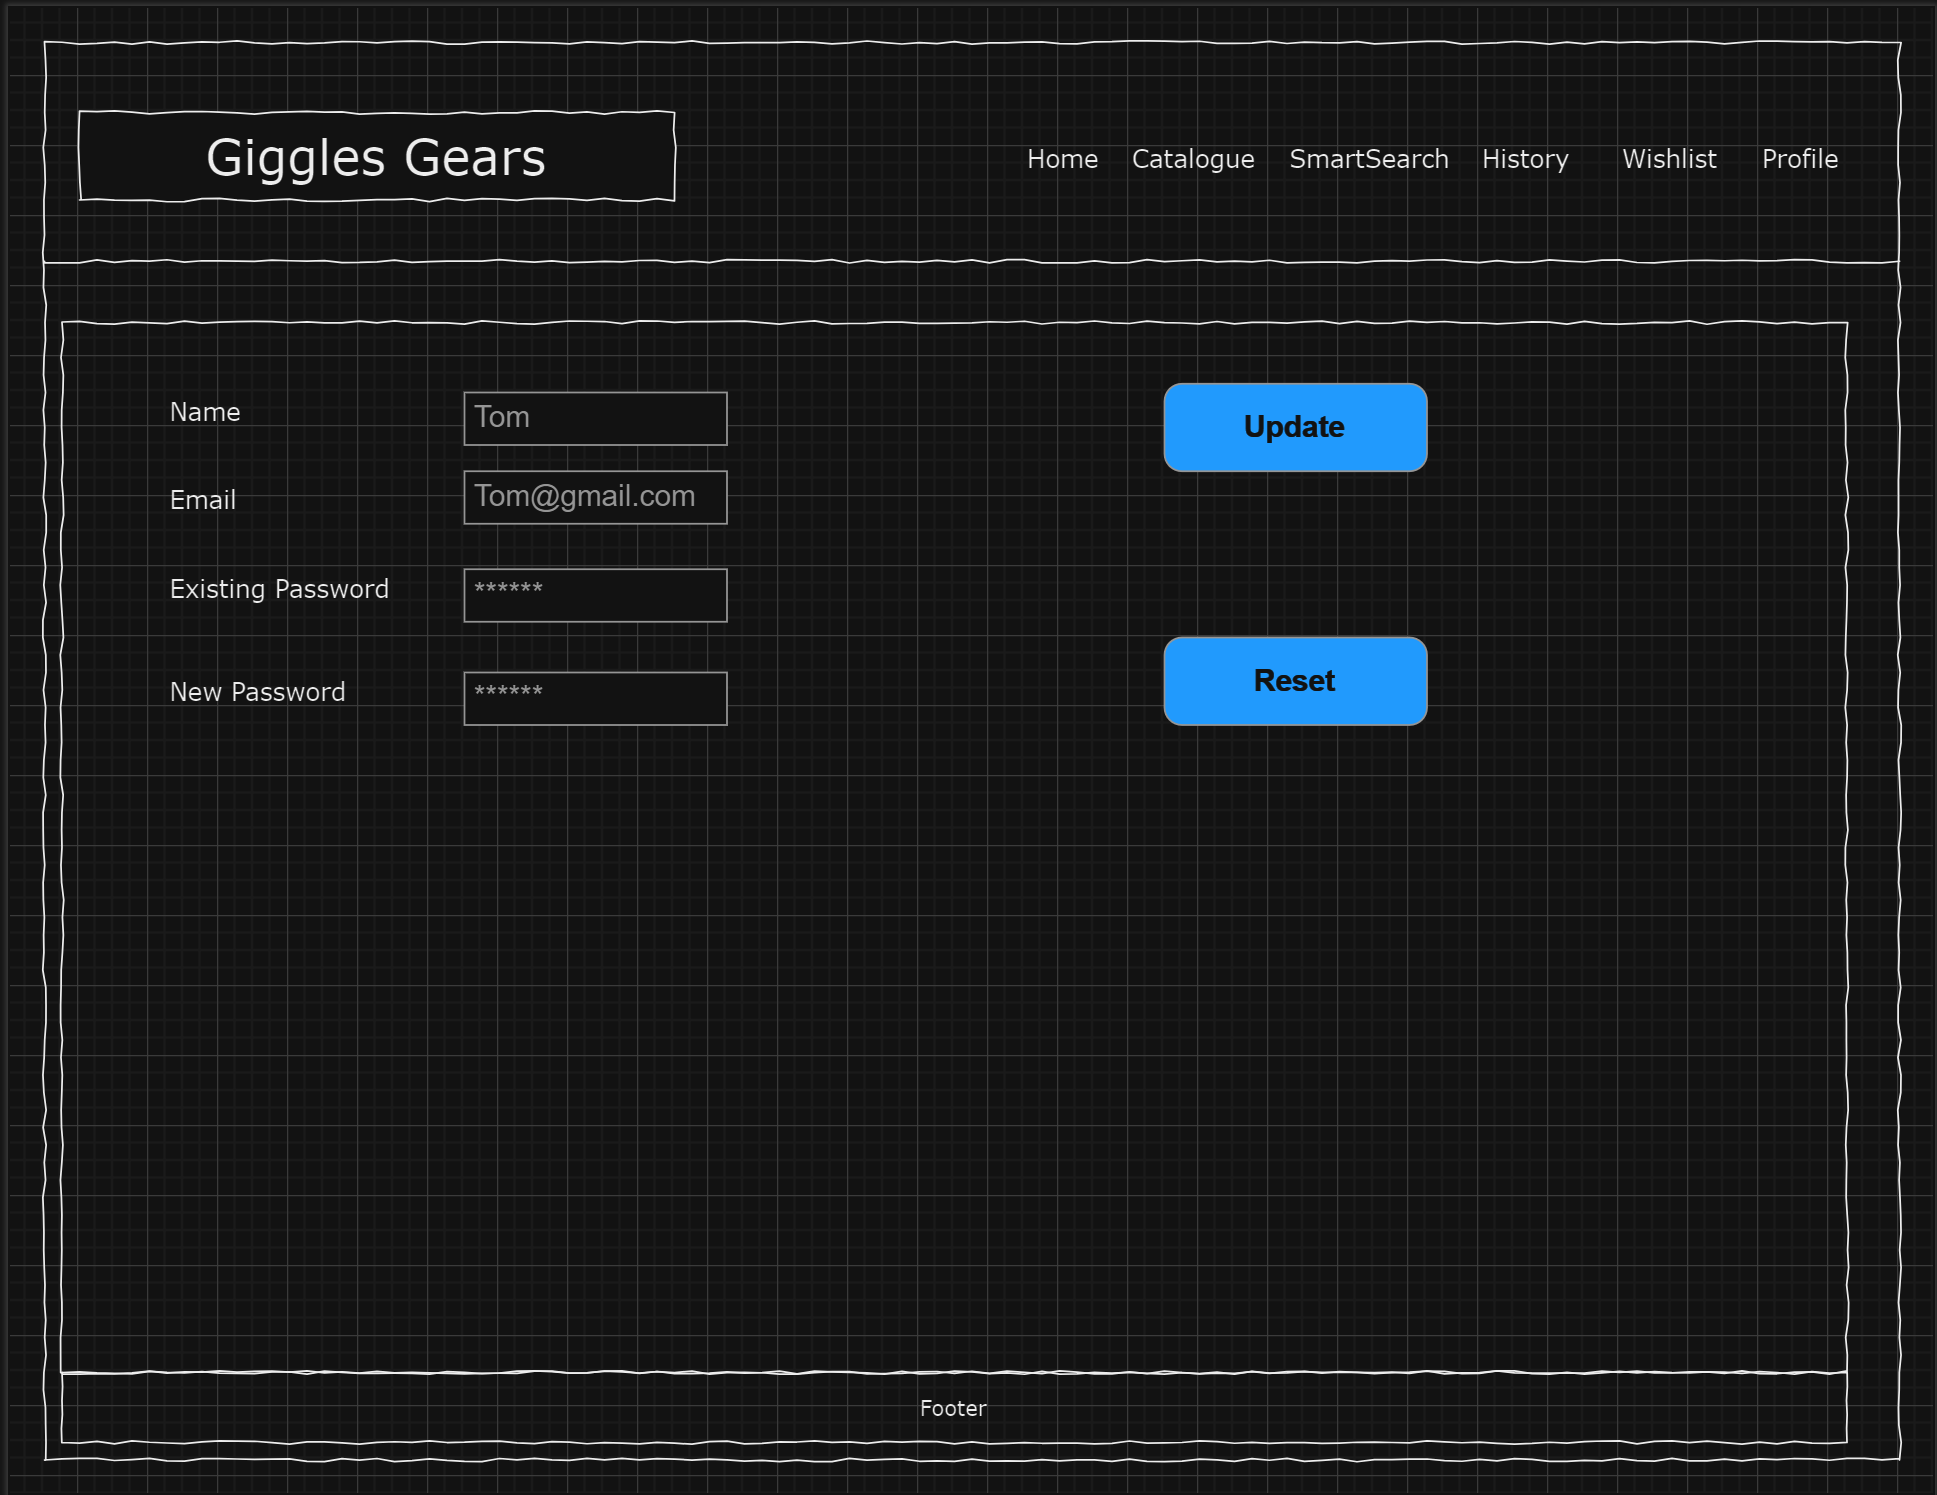 Giggles Gears
Home Catalogue SmartSearch History Wishlist Profile
Name Tom
Update
Email Tom@gmail.com
Existing Password ******
New Password ******
Reset
Footer